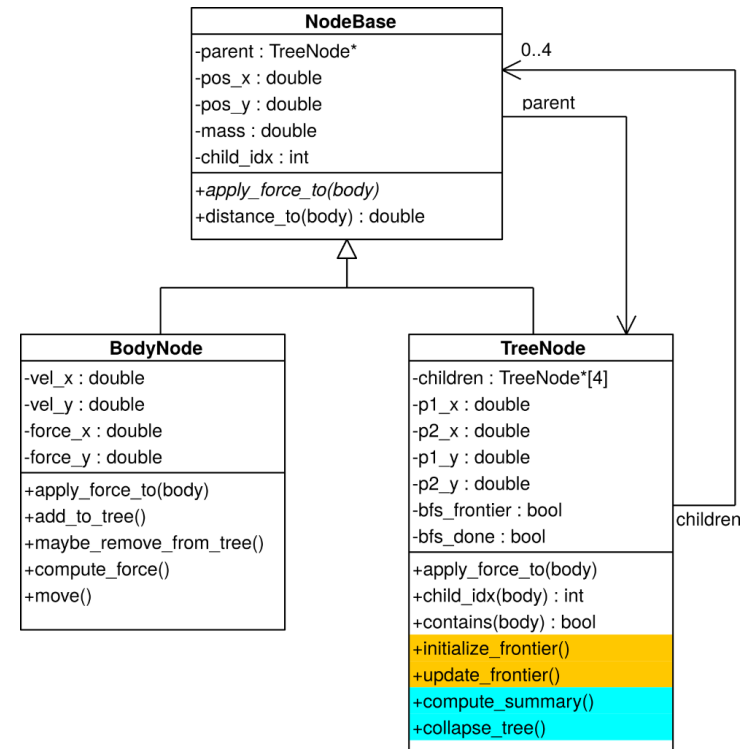 NodeBase
-parent : TreeNode*
-pos_x : double
-pos_y : double
-mass : double
-child_idx : int
+apply_force_to(body)
+distance_to(body) : double
0..4
parent
BodyNode
-vel_x : double
-vel_y : double
-force_x : double
-force_y : double
+apply_force_to(body)
+add_to_tree()
+maybe_remove_from_tree()
+compute_force()
+move()
TreeNode
-children : TreeNode*[4]
-p1_x : double
-p2_x : double
-p1_y : double
-p2_y : double
-bfs_frontier : bool
-bfs_done : bool
+apply_force_to(body)
+child_idx(body) : int
+contains(body) : bool
+initialize_frontier()
+update_frontier()
+compute_summary()
+collapse_tree()
children